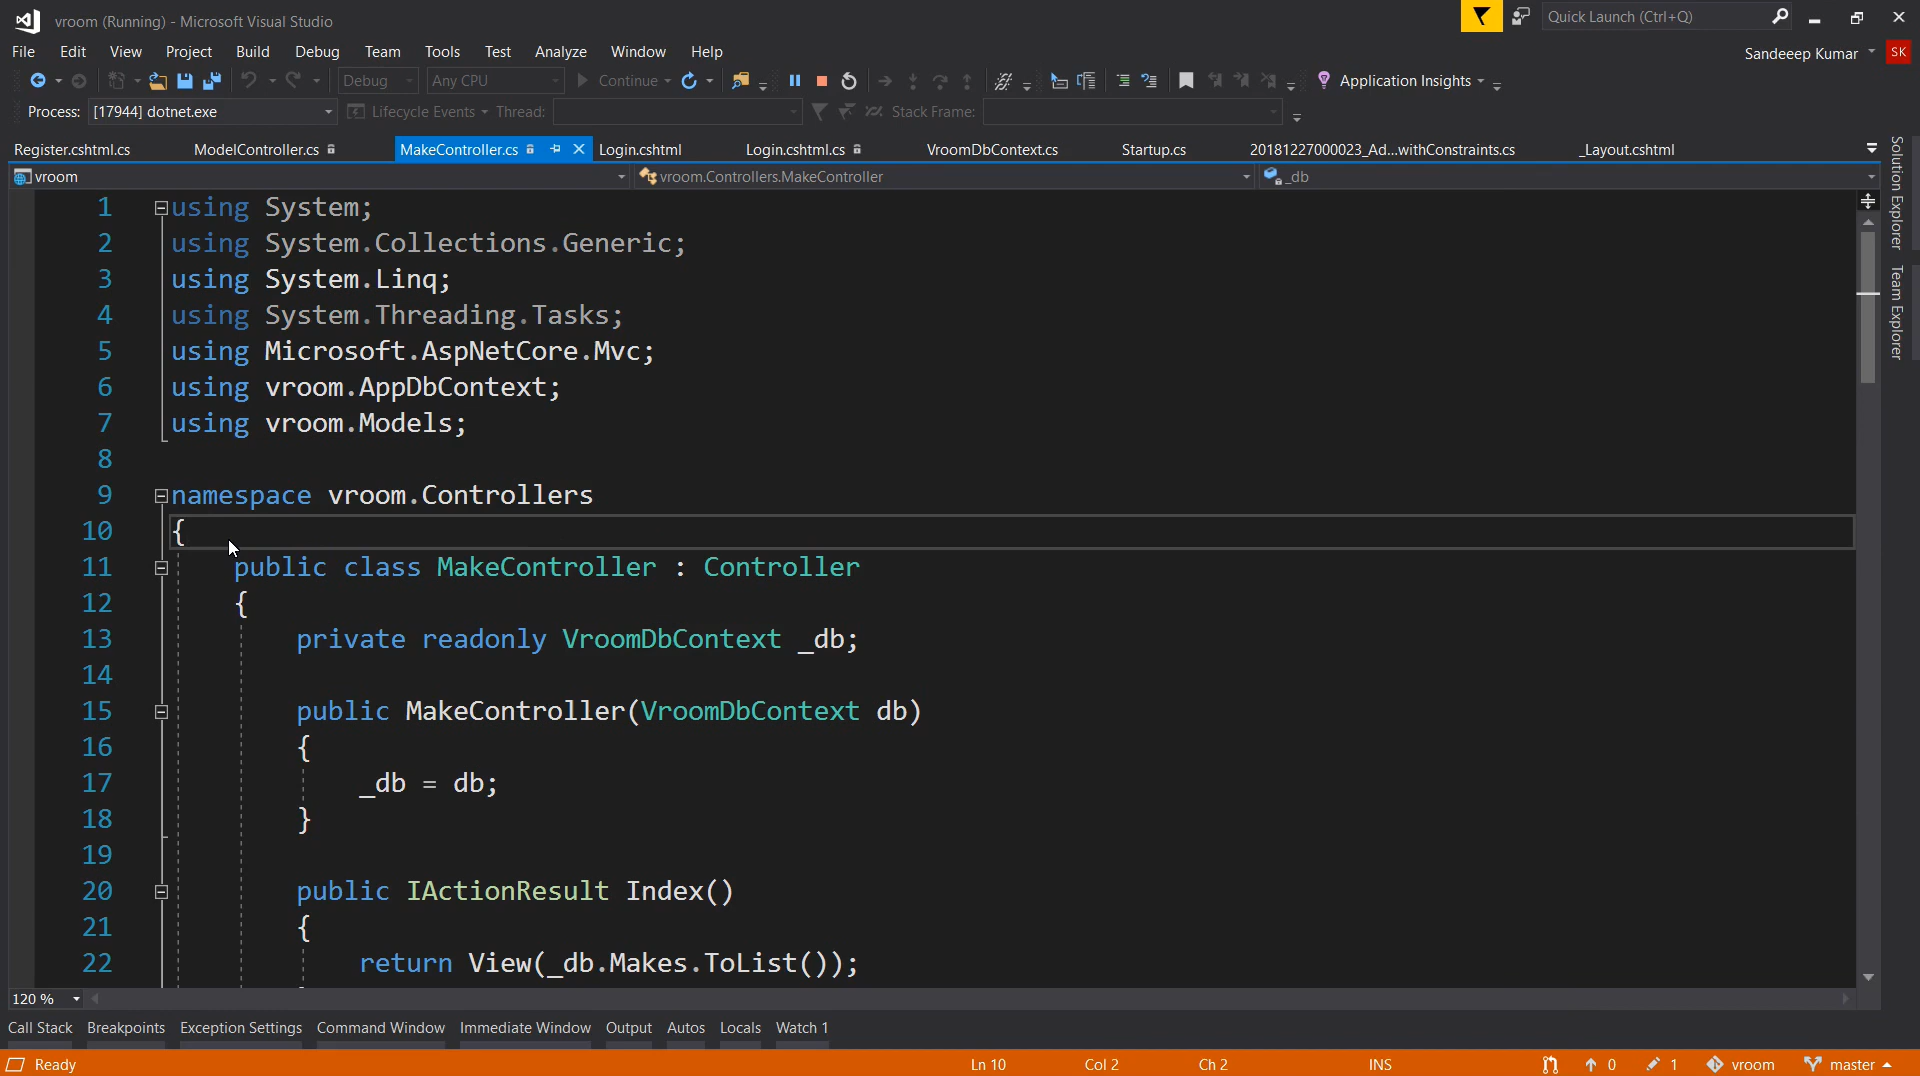 vroom (Running) - Microsoft Visual Studio
Quick Launch (Ctrl+Q)
File Edit View Project Build Debug Team Tools Test Analyze Window Help
Sandeeep Kumar SK
Debug Any CPU Continue Application Insights
Process: [17944] dotnet.exe Lifecycle Events Thread: Stack Frame:
Register.cshtml.cs ModelController.cs MakeController.cs Login.cshtml Login.cshtml.cs VroomDbContext.cs Startup.cs 20181227000023_Ad...withConstraints.cs _Layout.cshtml
vroom vroom.Controllers.MakeController _db
Solution Explorer
Team Explorer
1 using System;
2 using System.Collections.Generic;
3 using System.Linq;
4 using System.Threading.Tasks;
5 using Microsoft.AspNetCore.Mvc;
6 using vroom.AppDbContext;
7 using vroom.Models;
8
9 namespace vroom.Controllers
10 {
11 public class MakeController : Controller
12 {
13 private readonly VroomDbContext _db;
14
15 public MakeController(VroomDbContext db)
16 {
17 _db = db;
18 }
19
20 public IActionResult Index()
21 {
22 return View(_db.Makes.ToList());
120 %
Call Stack Breakpoints Exception Settings Command Window Immediate Window Output Autos Locals Watch 1
Ready Ln 10 Col 2 Ch 2 INS 0 1 vroom master